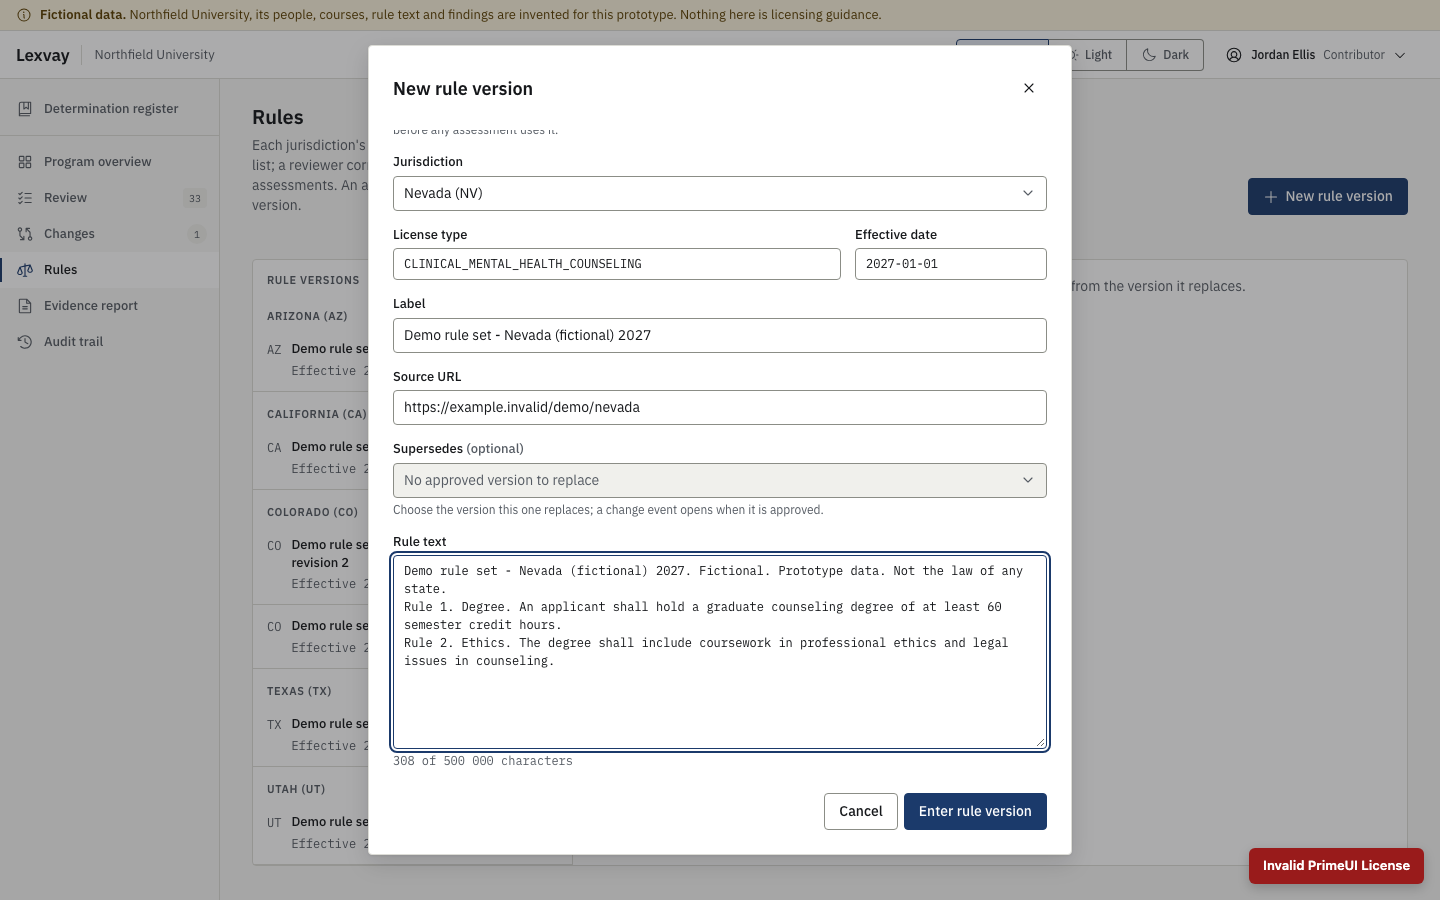 Fictional data. Northfield University, its people, courses, rule text and findings are invented for this prototype. Nothing here is licensing guidance.
Lexvay
Northfield University
Light
Dark
Jordan Ellis Contributor
Determination register
Program overview
Review 33
Changes 1
Rules
Evidence report
Audit trail
Rules
Each jurisdiction's
list; a reviewer cor
assessments. An a
version.
New rule version
RULE VERSIONS
ARIZONA (AZ)
AZ Demo rule se
Effective 2
CALIFORNIA (CA)
CA Demo rule se
Effective 2
COLORADO (CO)
CO Demo rule se
revision 2
Effective 2
CO Demo rule se
Effective 2
TEXAS (TX)
TX Demo rule se
Effective 2
UTAH (UT)
UT Demo rule se
Effective 2
from the version it replaces.
New rule version
before any assessment uses it.
Jurisdiction
Nevada (NV)
License type
CLINICAL_MENTAL_HEALTH_COUNSELING
Effective date
2027-01-01
Label
Demo rule set - Nevada (fictional) 2027
Source URL
https://example.invalid/demo/nevada
Supersedes (optional)
No approved version to replace
Choose the version this one replaces; a change event opens when it is approved.
Rule text
Demo rule set - Nevada (fictional) 2027. Fictional. Prototype data. Not the law of any
state.
Rule 1. Degree. An applicant shall hold a graduate counseling degree of at least 60
semester credit hours.
Rule 2. Ethics. The degree shall include coursework in professional ethics and legal
issues in counseling.
308 of 500 000 characters
Cancel
Enter rule version
Invalid PrimeUI License